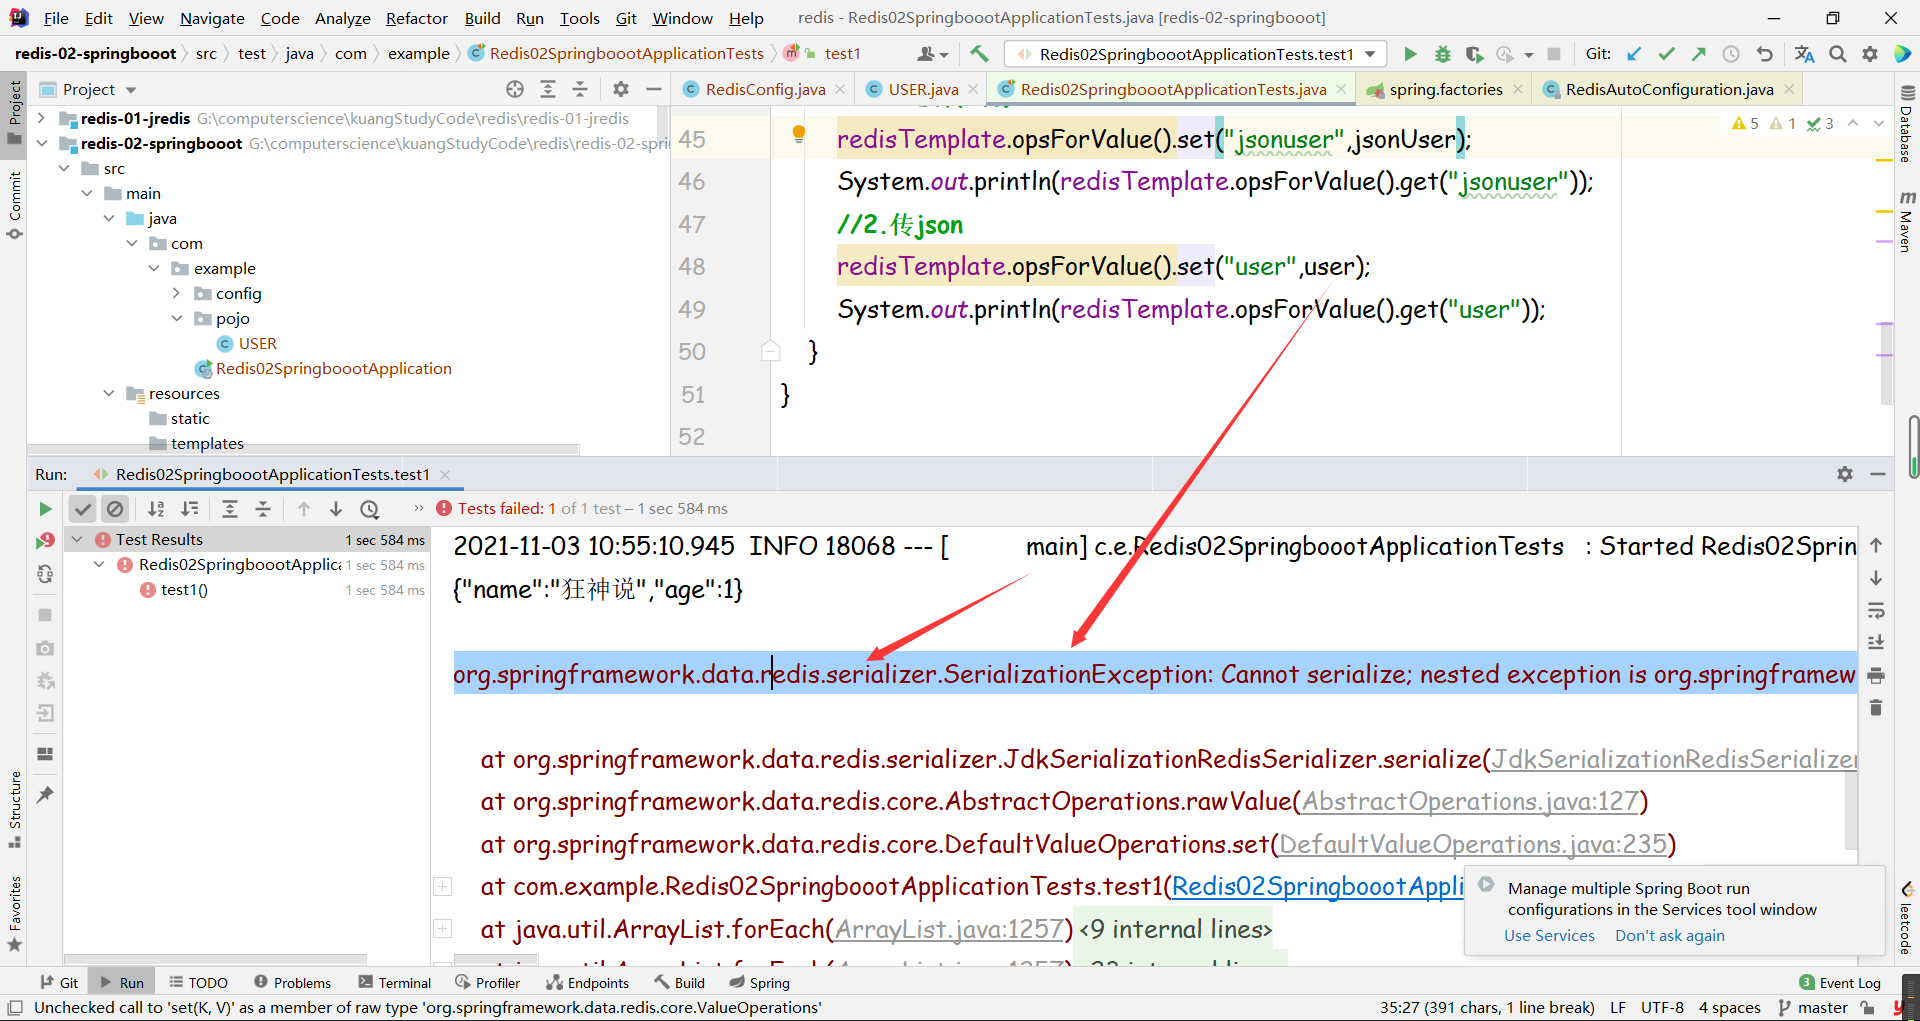 File Edit View Navigate Code Analyze Refactor Build Run Tools Git Window Help redis - Redis02SpringboootApplicationTests.java [redis-02-springbooot]
redis-02-springbooot src test java com example Redis02SpringboootApplicationTests test1 Redis02SpringboootApplicationTests.test1 Git:
Project
RedisConfig.java USER.java Redis02SpringboootApplicationTests.java spring.factories RedisAutoConfiguration.java
redis-01-jredis G:\computerscience\kuangStudyCode\redis\redis-01-jredis
redis-02-springbooot G:\computerscience\kuangStudyCode\redis\redis-02-spri
src
main
java
com
example
config
pojo
USER
Redis02SpringboootApplication
resources
static
templates
5 1 3
45 redisTemplate.opsForValue().set("jsonuser",jsonUser);
46 System.out.println(redisTemplate.opsForValue().get("jsonuser"));
47 //2.传json
48 redisTemplate.opsForValue().set("user",user);
49 System.out.println(redisTemplate.opsForValue().get("user"));
50 }
51 }
52
Project
Commit
Structure
Favorites
Database
m Maven
leetcode
Run: Redis02SpringboootApplicationTests.test1
Tests failed: 1 of 1 test – 1 sec 584 ms
Test Results 1 sec 584 ms
Redis02SpringboootApplica 1 sec 584 ms
test1() 1 sec 584 ms
2021-11-03 10:55:10.945 INFO 18068 --- [ main] c.e.Redis02SpringboootApplicationTests : Started Redis02Sprin
{"name":"狂神说","age":1}
org.springframework.data.redis.serializer.SerializationException: Cannot serialize; nested exception is org.springframew
at org.springframework.data.redis.serializer.JdkSerializationRedisSerializer.serialize(JdkSerializationRedisSerializer
at org.springframework.data.redis.core.AbstractOperations.rawValue(AbstractOperations.java:127)
at org.springframework.data.redis.core.DefaultValueOperations.set(DefaultValueOperations.java:235)
at com.example.Redis02SpringboootApplicationTests.test1(Redis02SpringboootAppli
at java.util.ArrayList.forEach(ArrayList.java:1257) <9 internal lines>
Manage multiple Spring Boot run
configurations in the Services tool window
Use Services Don't ask again
Git Run TODO Problems Terminal Profiler Endpoints Build Spring 3 Event Log
Unchecked call to 'set(K, V)' as a member of raw type 'org.springframework.data.redis.core.ValueOperations' 35:27 (391 chars, 1 line break) LF UTF-8 4 spaces master